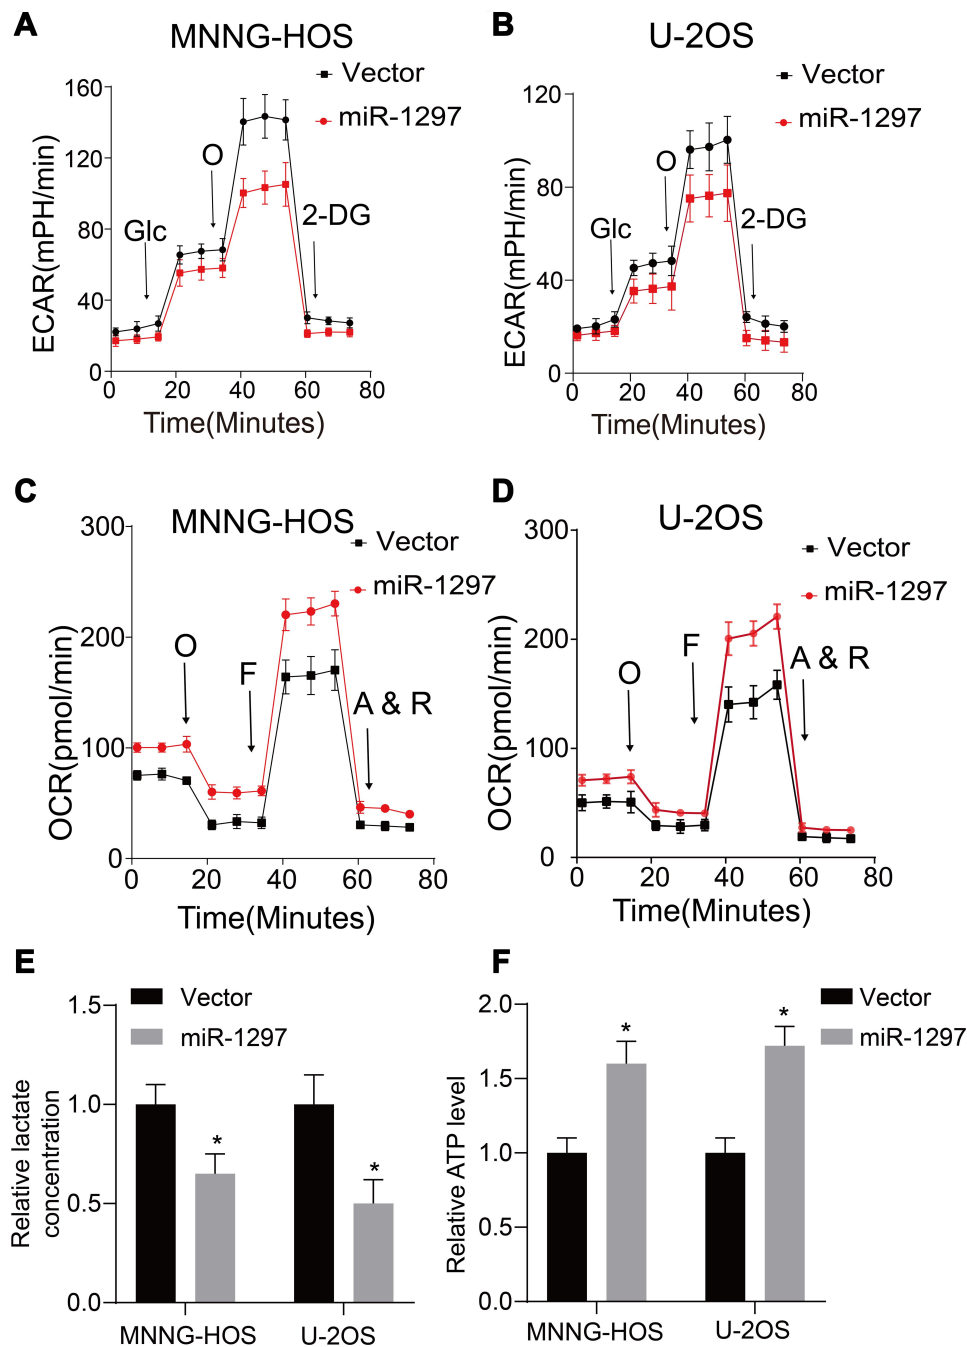 A
MNNG-HOS
Vector
miR-1297
160
120
80
40
0
ECAR(mPH/min)
Glc
O
2-DG
0
20
40
60
80
Time(Minutes)
B
U-2OS
Vector
miR-1297
120
80
40
0
ECAR(mPH/min)
Glc
O
2-DG
0
20
40
60
80
Time(Minutes)
C
MNNG-HOS
Vector
miR-1297
300
200
100
0
OCR(pmol/min)
O
F
A & R
0
20
40
60
80
Time(Minutes)
D
U-2OS
Vector
miR-1297
300
200
100
0
OCR(pmol/min)
O
F
A & R
0
20
40
60
80
Time(Minutes)
E
Vector
miR-1297
1.5
1.0
0.5
0.0
Relative lactate
concentration
*
*
MNNG-HOS
U-2OS
F
Vector
miR-1297
2.0
1.5
1.0
0.5
0.0
Relative ATP level
*
*
MNNG-HOS
U-2OS